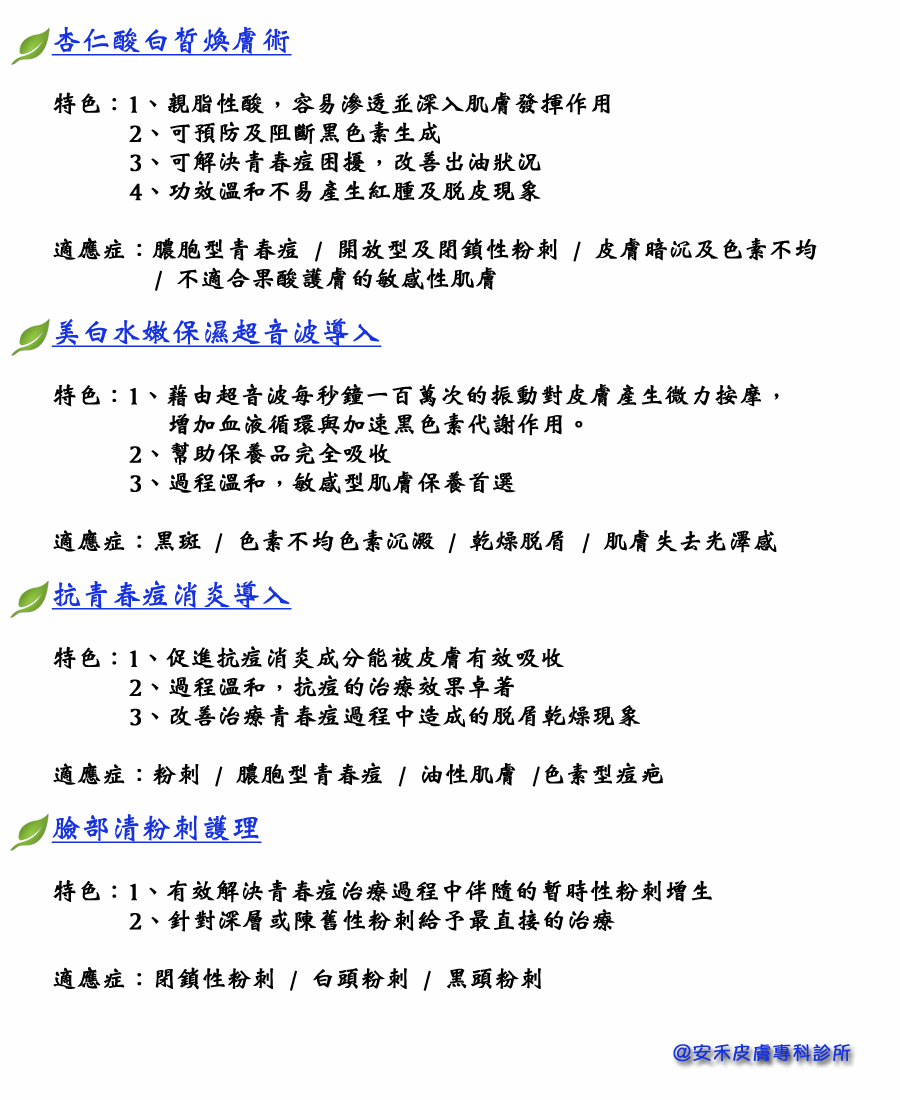 杏仁酸白皙煥膚術
特色：1、親脂性酸，容易滲透並深入肌膚發揮作用
2、可預防及阻斷黑色素生成
3、可解決青春痘困擾，改善出油狀況
4、功效溫和不易產生紅腫及脫皮現象
適應症：膿胞型青春痘 / 開放型及閉鎖性粉刺 / 皮膚暗沉及色素不均
/ 不適合果酸護膚的敏感性肌膚
美白水嫩保濕超音波導入
特色：1、藉由超音波每秒鐘一百萬次的振動對皮膚產生微力按摩，
增加血液循環與加速黑色素代謝作用。
2、幫助保養品完全吸收
3、過程溫和，敏感型肌膚保養首選
適應症：黑斑 / 色素不均色素沉澱 / 乾燥脫屑 / 肌膚失去光澤感
抗青春痘消炎導入
特色：1、促進抗痘消炎成分能被皮膚有效吸收
2、過程溫和，抗痘的治療效果卓著
3、改善治療青春痘過程中造成的脫屑乾燥現象
適應症：粉刺 / 膿胞型青春痘 / 油性肌膚 /色素型痘疤
臉部清粉刺護理
特色：1、有效解決青春痘治療過程中伴隨的暫時性粉刺增生
2、針對深層或陳舊性粉刺給予最直接的治療
適應症：閉鎖性粉刺 / 白頭粉刺 / 黑頭粉刺
@安禾皮膚專科診所